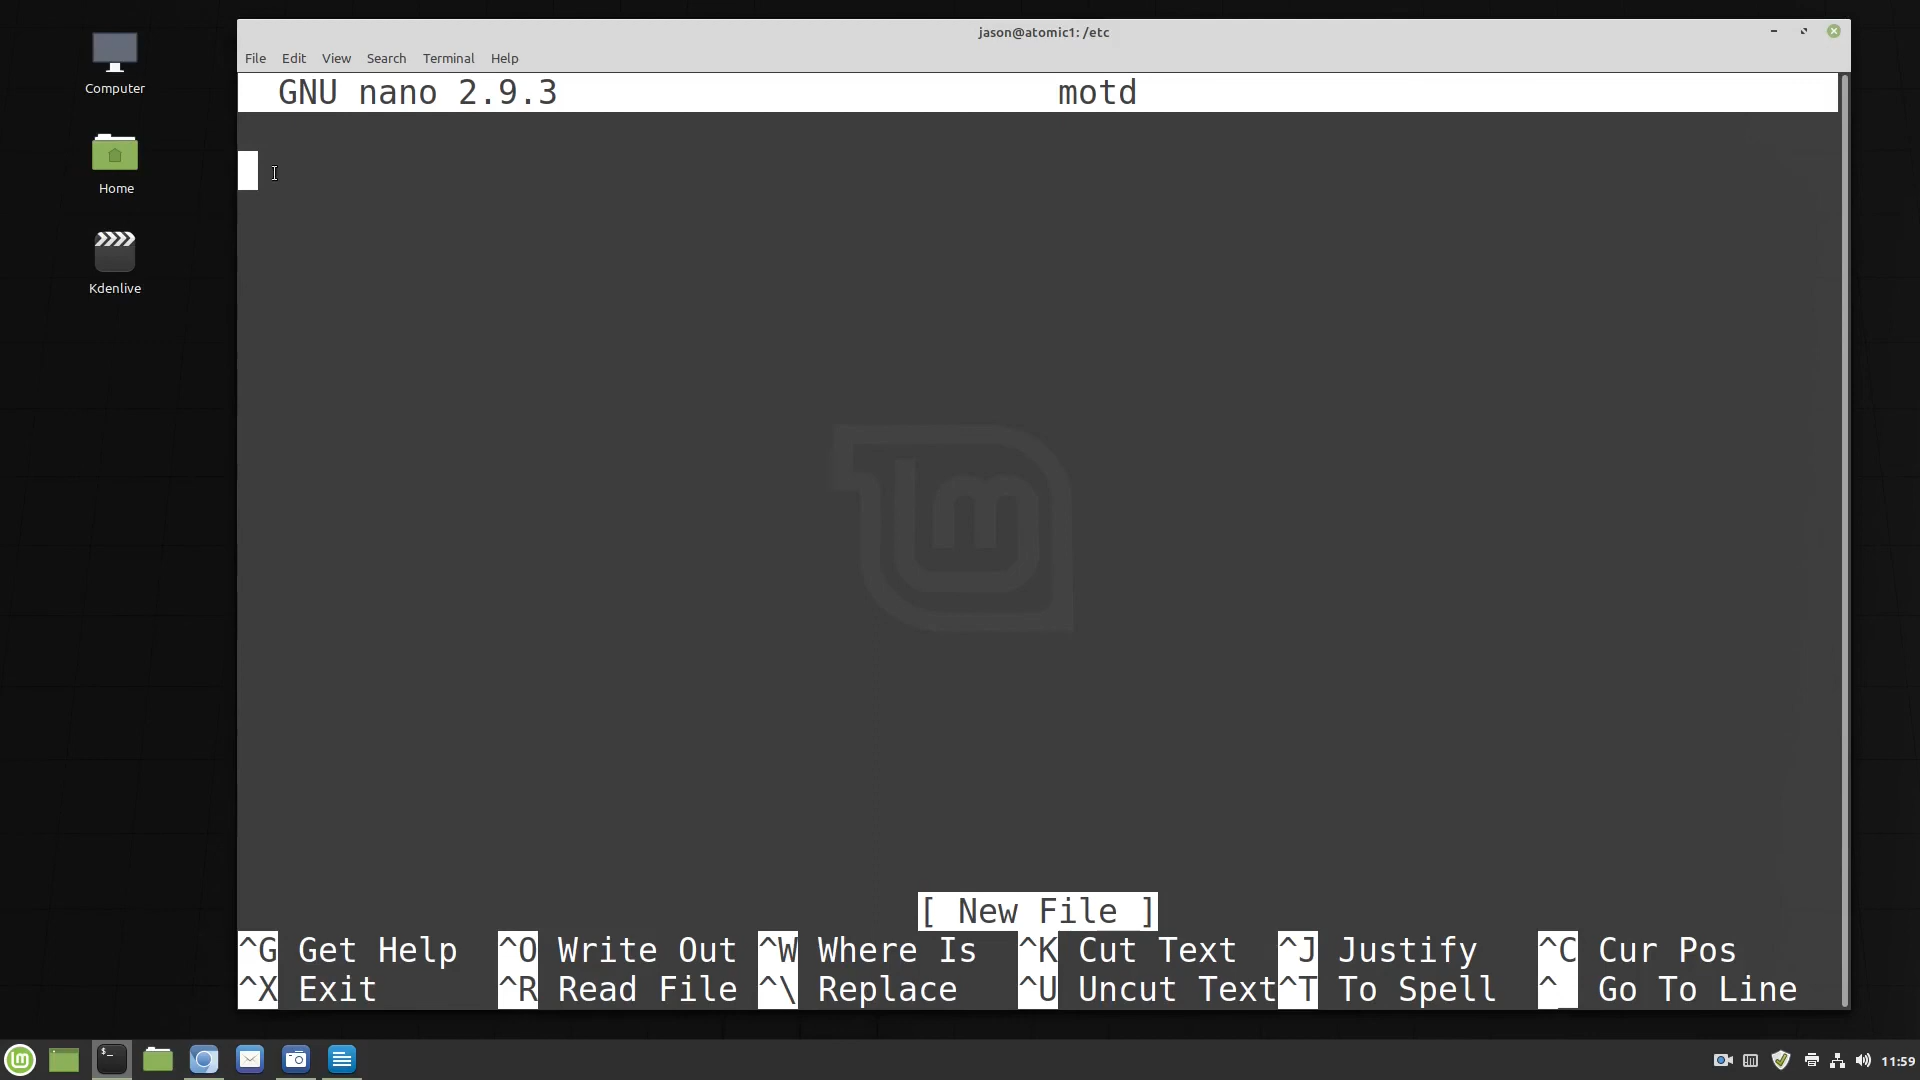 jason@atomic1: /etc
Computer
File Edit View Search Terminal Help
GNU nano 2.9.3 motd
Home
Kdenlive
[ New File ]
^G Get Help ^O Write Out ^W Where Is ^K Cut Text ^J Justify ^C Cur Pos
^X Exit ^R Read File ^\ Replace ^U Uncut Text^T To Spell ^_ Go To Line
11:59